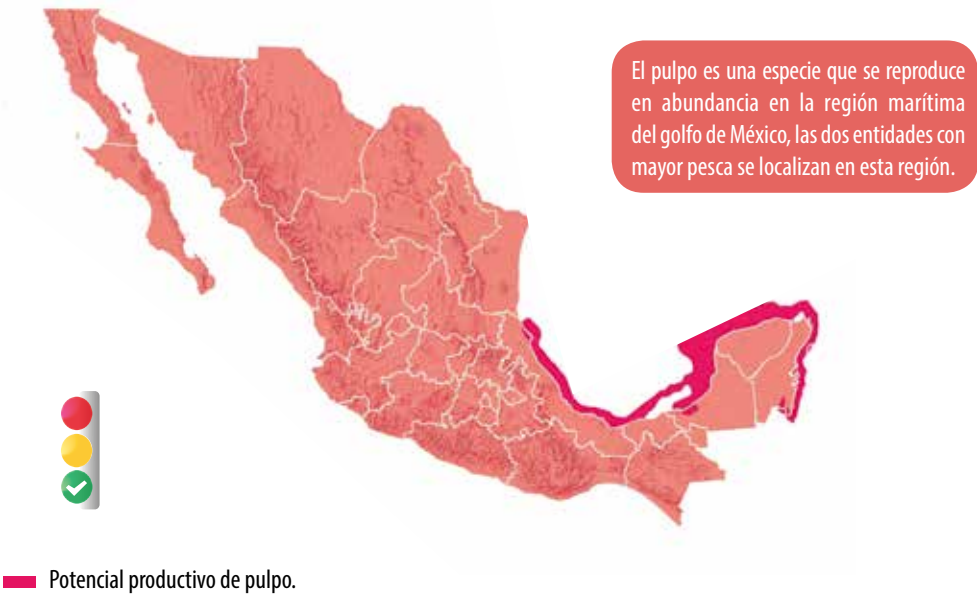 El pulpo es una especie que se reproduce
en abundancia en la región marítima
del golfo de México, las dos entidades con
mayor pesca se localizan en esta región.
Potencial productivo de pulpo.